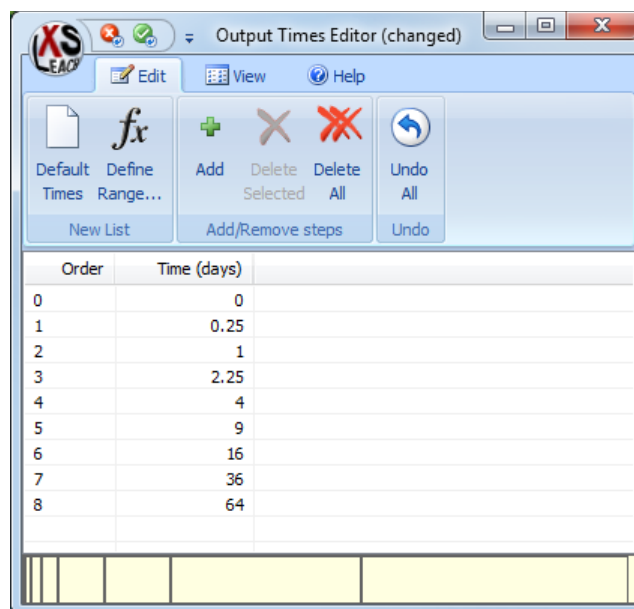 XS
LEACH
Output Times Editor (changed)
Edit View Help
Default Times
Define Range...
Add
Delete Selected
Delete All
Undo All
New List
Add/Remove steps
Undo
Order Time (days)
0 0
1 0.25
2 1
3 2.25
4 4
5 9
6 16
7 36
8 64